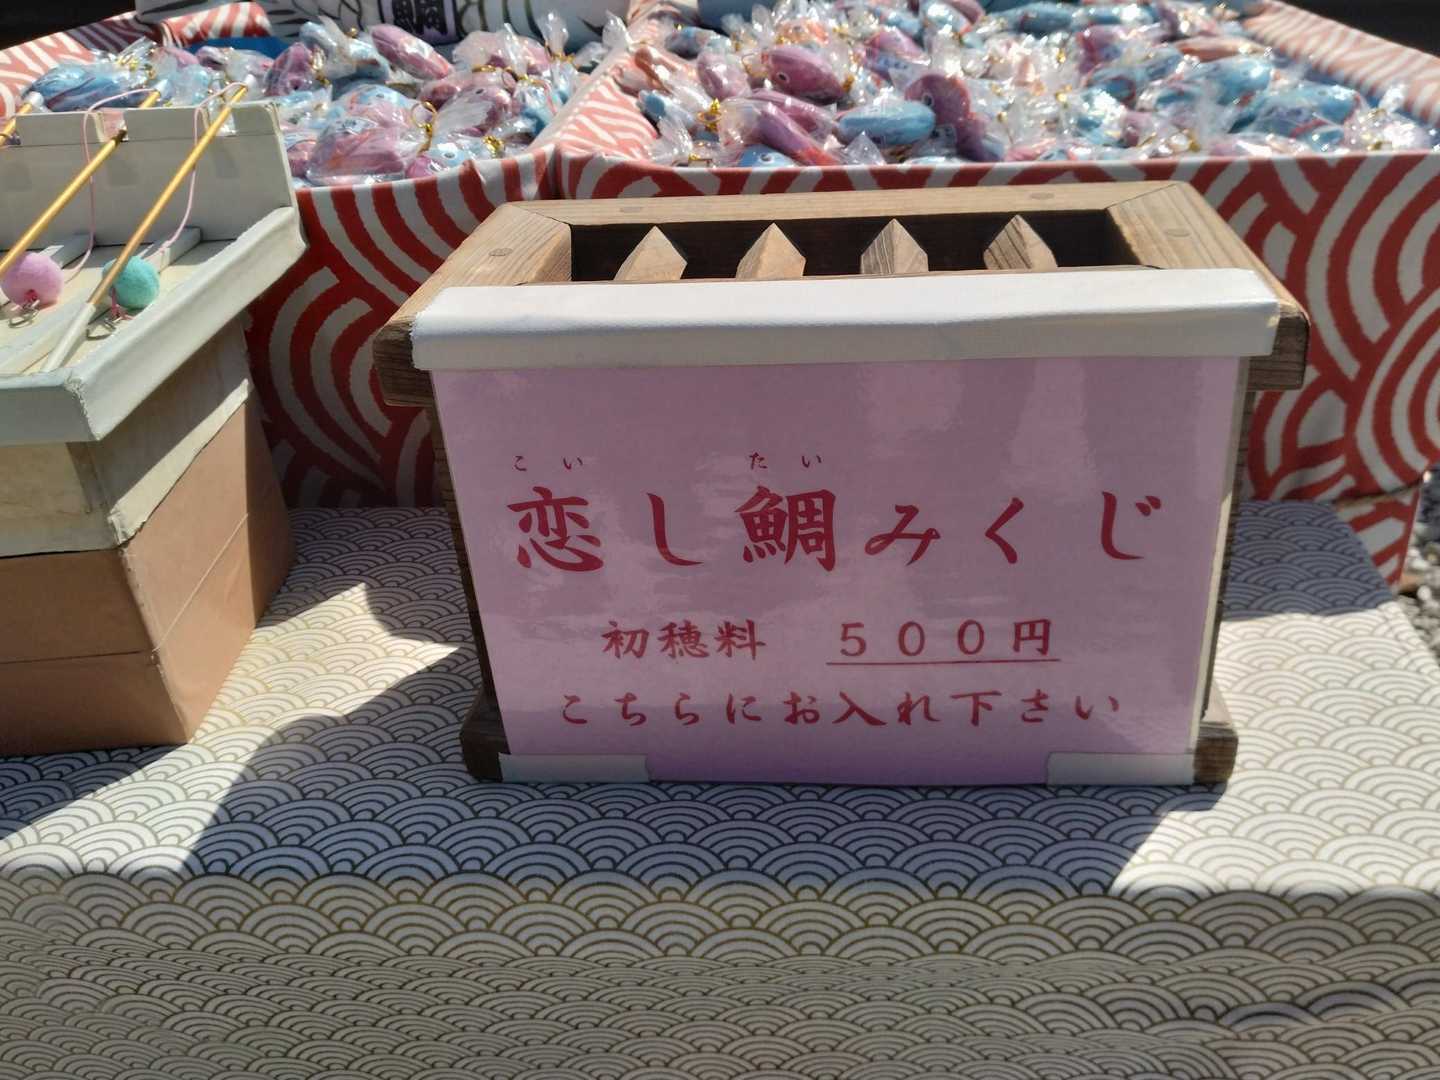 こい たい
恋し鯛みくじ
初穂料 ５００円
こちらにお入れ下さい